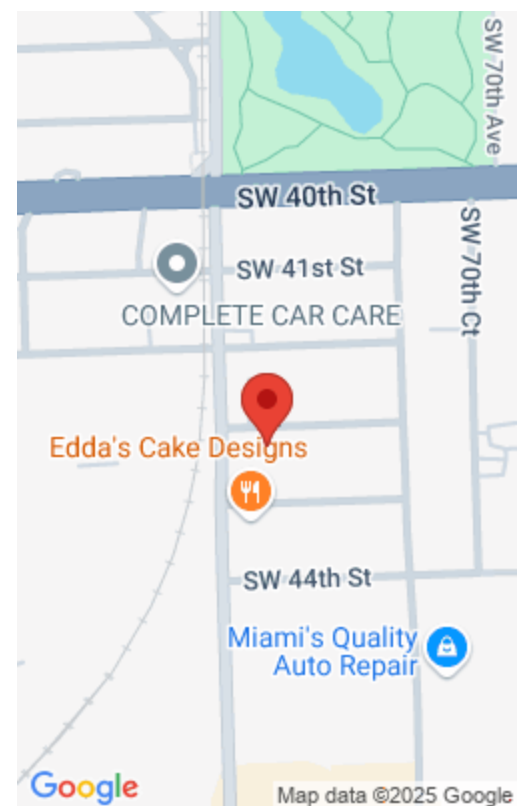 SW 70th Ave
SW 40th St
SW 41st St
SW 70th Ct
COMPLETE CAR CARE
Edda's Cake Designs
SW 44th St
Miami's Quality
Auto Repair
Google
Map data ©2025 Google